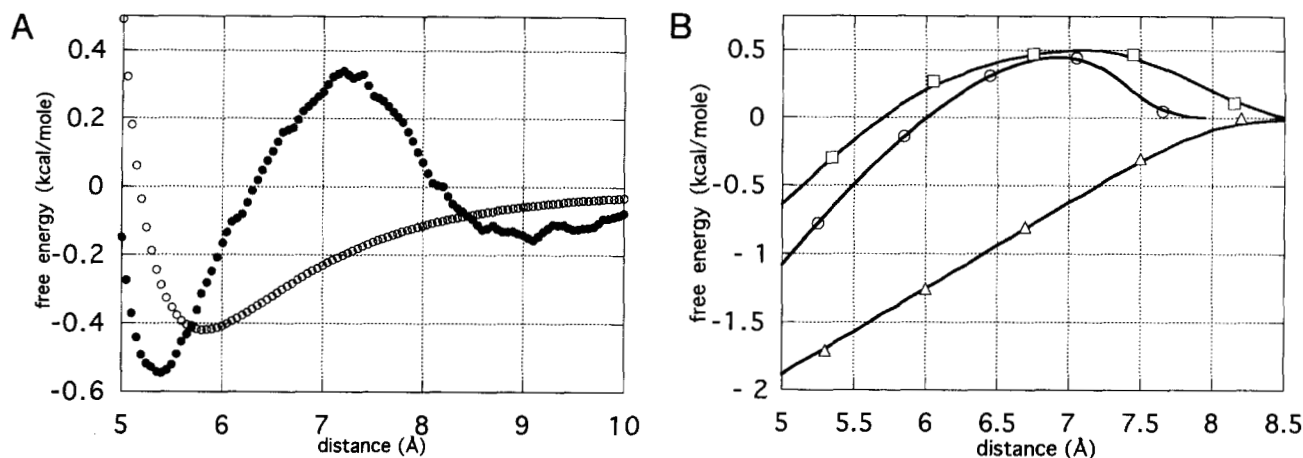 A
free energy (kcal/mole)
0.4
0.2
0
-0.2
-0.4
-0.6
5 6 7 8 9 10
distance (Å)
B
free energy (kcal/mole)
0.5
0
-0.5
-1
-1.5
-2
5 5.5 6 6.5 7 7.5 8 8.5
distance (Å)